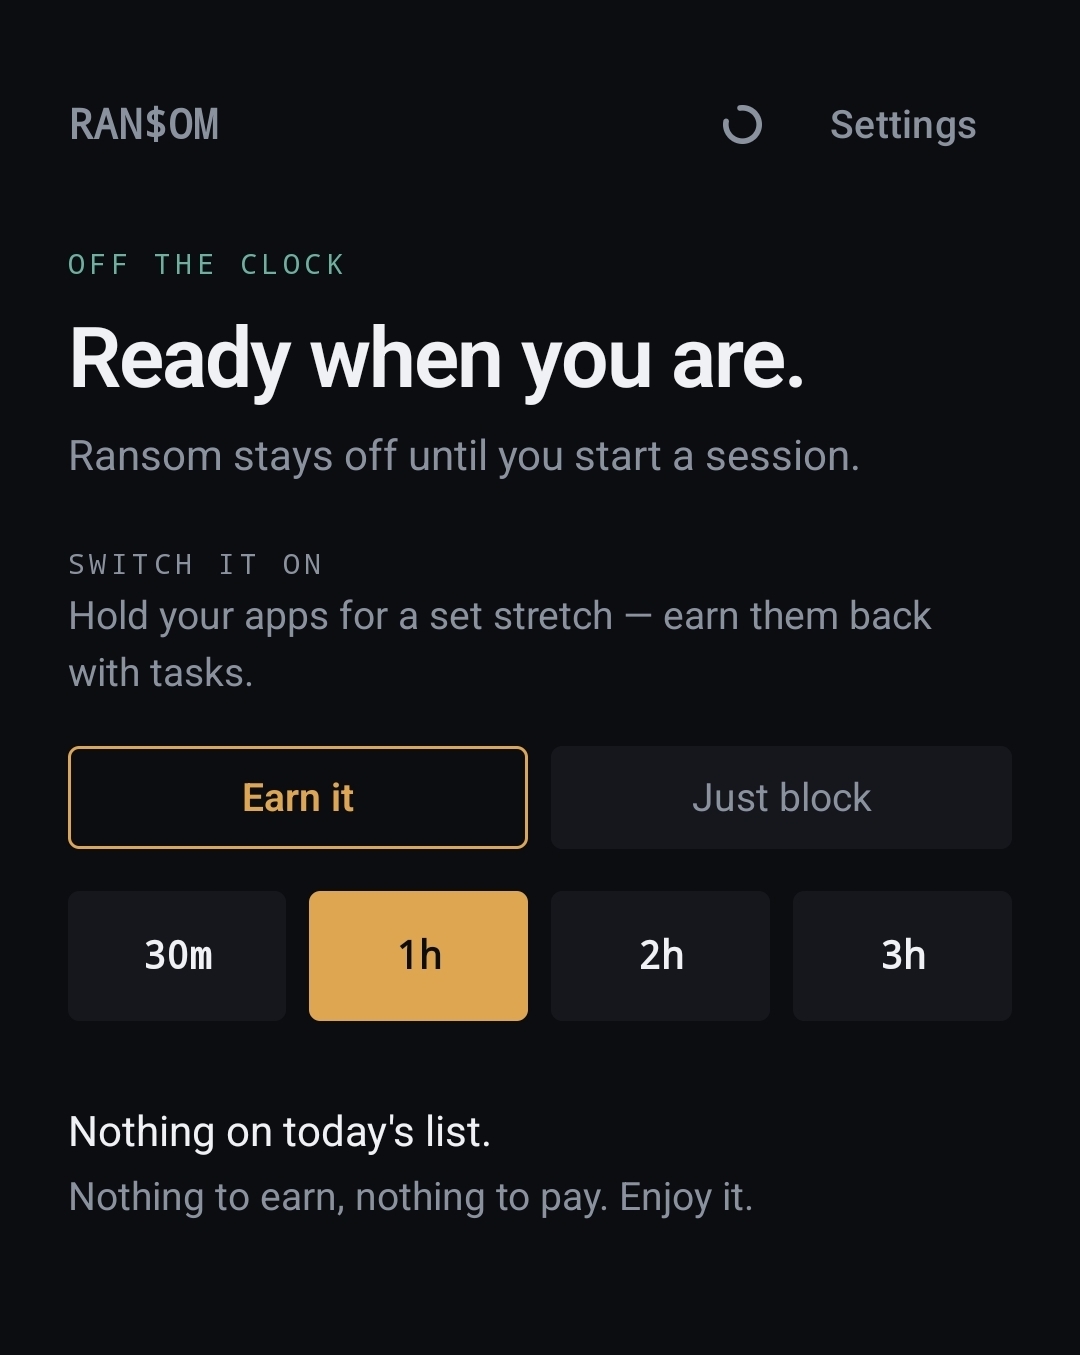 RAN$OM
Settings
OFF THE CLOCK
Ready when you are.
Ransom stays off until you start a session.
SWITCH IT ON
Hold your apps for a set stretch — earn them back
with tasks.
Earn it
Just block
30m
1h
2h
3h
Nothing on today's list.
Nothing to earn, nothing to pay. Enjoy it.